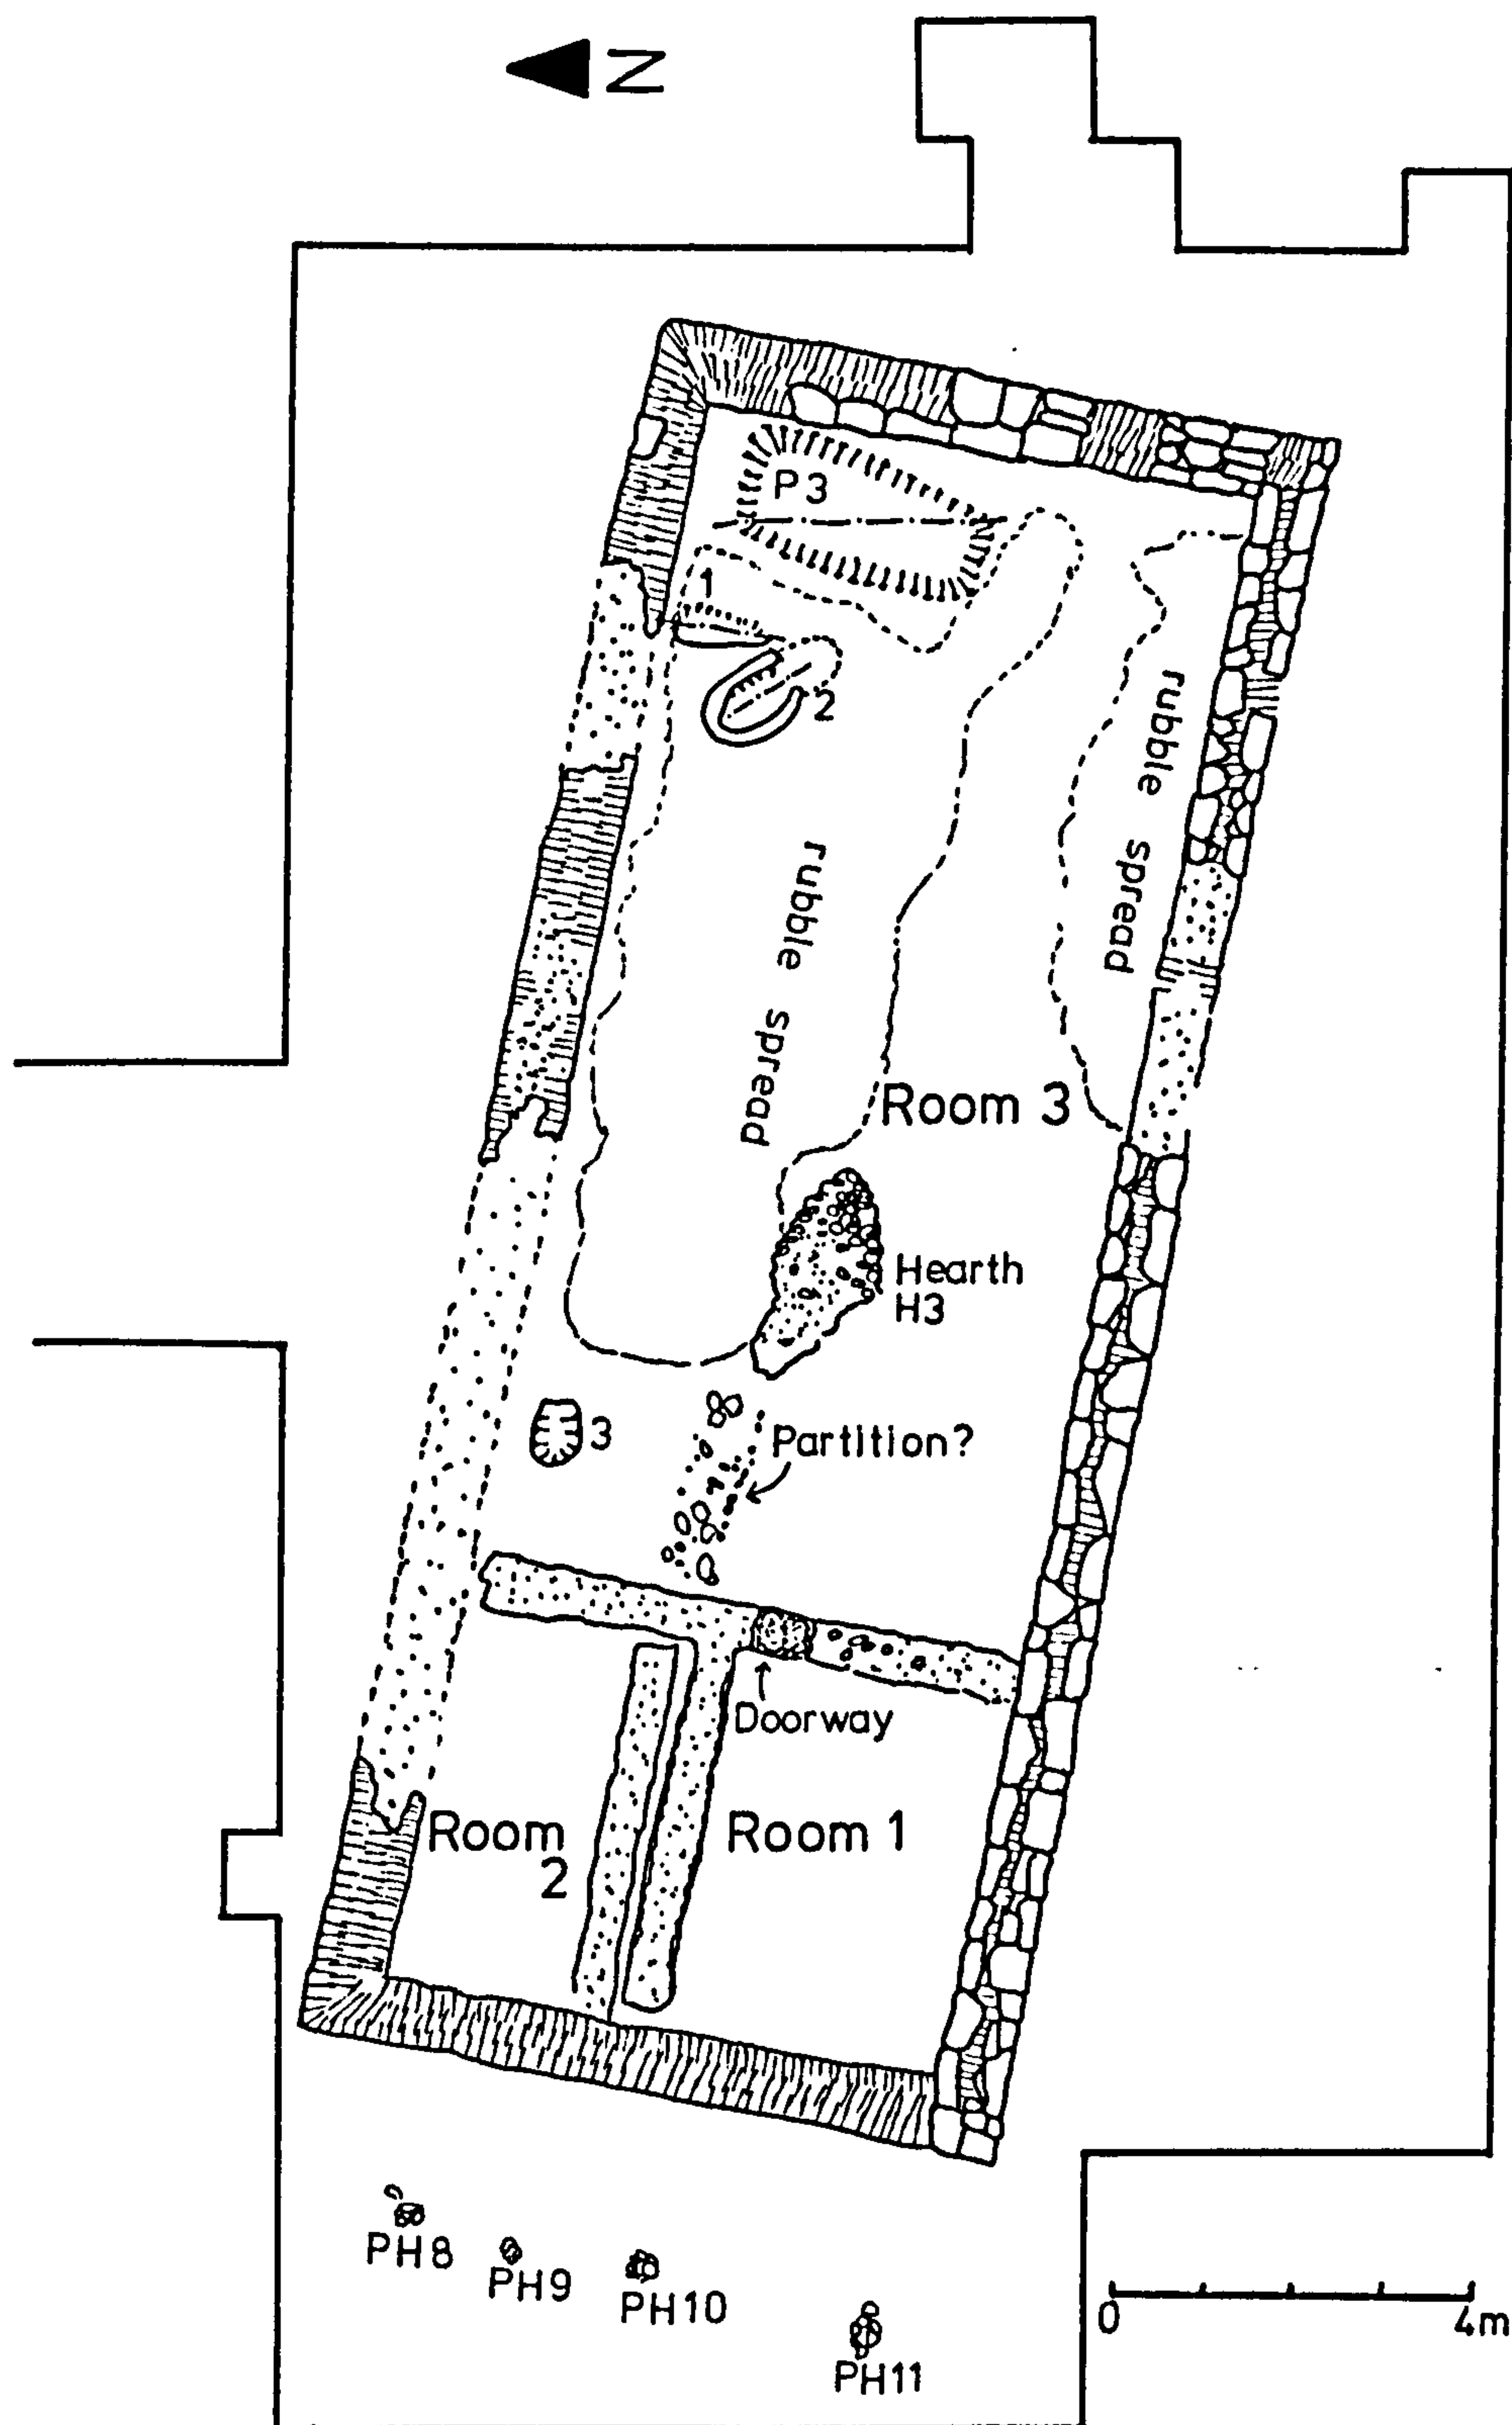 N
P3
1
2
rubble spread
rubble spread
Room 3
Hearth
H3
3
Partition?
Doorway
Room
2
Room 1
PH8
PH9
PH10
PH11
0
4m